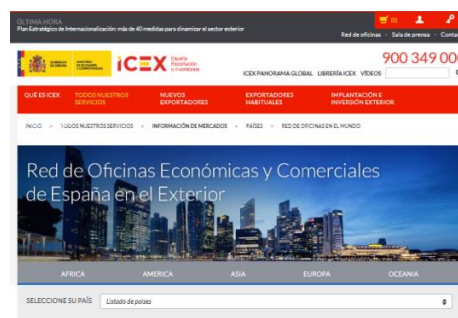 ÚLTIMA HORA
Plan Estratégico de Internacionalización: más de 40 medidas para dinamizar el sector exterior
(0)
Red de oficinas · Sala de prensa · Conta
ICEX España
Exportación
e Inversiones
900 349 000
ICEX PANORAMA GLOBAL LIBRERÍA ICEX VÍDEOS
QUÉ ES ICEX
TODOS NUESTROS
SERVICIOS
NUEVOS
EXPORTADORES
EXPORTADORES
HABITUALES
IMPLANTACIÓN E
INVERSIÓN EXTERIOR
INICIO TODOS NUESTROS SERVICIOS INFORMACIÓN DE MERCADOS PAÍSES RED DE OFICINAS EN EL MUNDO
Red de Oficinas Económicas y Comerciales
de España en el Exterior
AFRICA AMERICA ASIA EUROPA OCEANIA
SELECCIONE SU PAÍS Listado de países